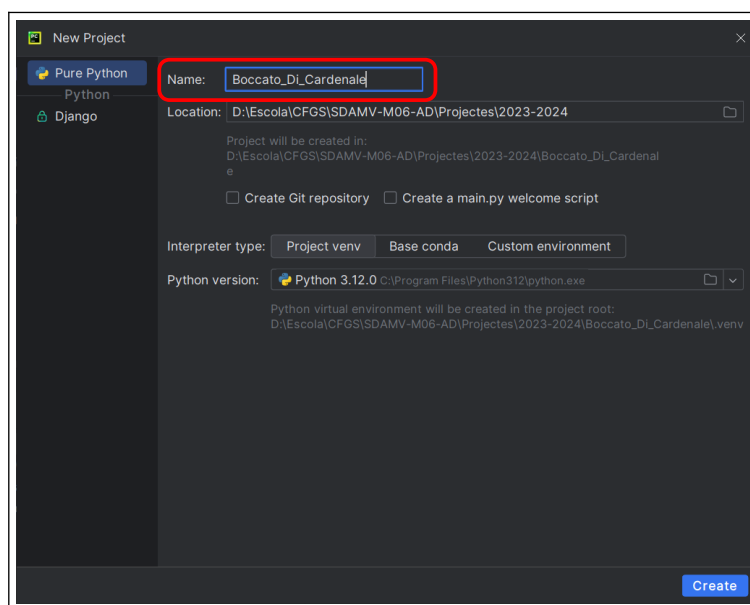 New Project
Pure Python
Python
Django
Name: Boccato_Di_Cardenale
Location: D:\Escola\CFGS\SDAMV-M06-AD\Projectes\2023-2024
Project will be created in:
D:\Escola\CFGS\SDAMV-M06-AD\Projectes\2023-2024\Boccato_Di_Cardenal
e
Create Git repository Create a main.py welcome script
Interpreter type: Project venv Base conda Custom environment
Python version: Python 3.12.0 C:\Program Files\Python312\python.exe
Python virtual environment will be created in the project root:
D:\Escola\CFGS\SDAMV-M06-AD\Projectes\2023-2024\Boccato_Di_Cardenale\.venv
Create